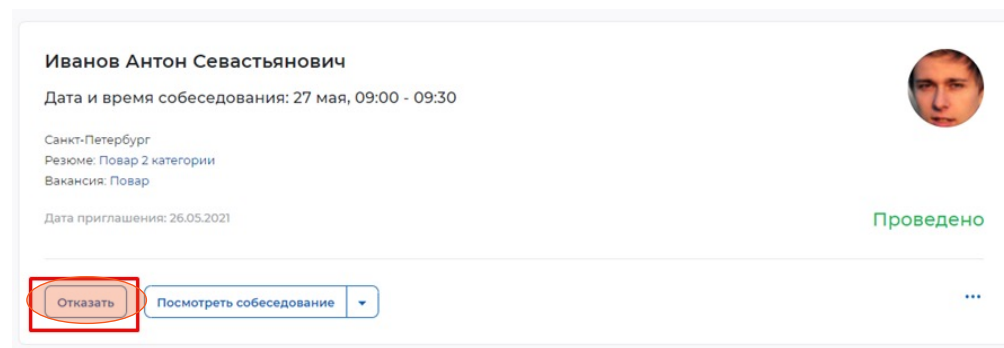 Иванов Антон Севастьянович
Дата и время собеседования: 27 мая, 09:00 - 09:30
Санкт-Петербург
Резюме: Повар 2 категории
Вакансия: Повар
Дата приглашения: 26.05.2021
Проведено
Отказать
Посмотреть собеседование